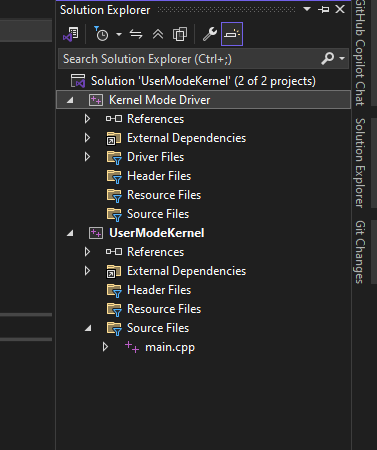 Solution Explorer
Search Solution Explorer (Ctrl+;)
Solution 'UserModeKernel' (2 of 2 projects)
Kernel Mode Driver
References
External Dependencies
Driver Files
Header Files
Resource Files
Source Files
UserModeKernel
References
External Dependencies
Header Files
Resource Files
Source Files
main.cpp
GitHub Copilot Chat
Solution Explorer
Git Changes